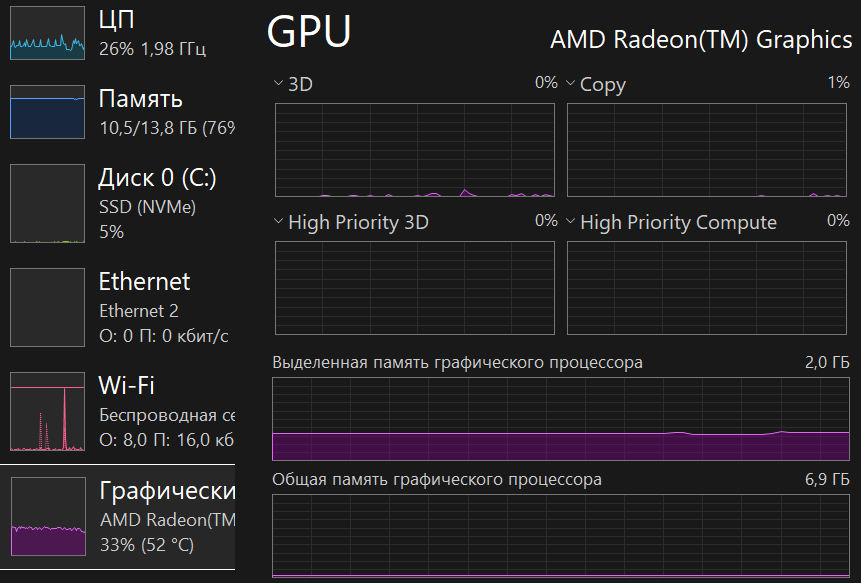 ЦП
26% 1,98 ГГц
Память
10,5/13,8 ГБ (76%
Диск 0 (C:)
SSD (NVMe)
5%
Ethernet
Ethernet 2
О: 0 П: 0 кбит/с
Wi-Fi
Беспроводная се
О: 8,0 П: 16,0 кб
Графически
AMD Radeon(TM
33% (52 °C)
GPU
AMD Radeon(TM) Graphics
3D 0%
Copy 1%
High Priority 3D 0%
High Priority Compute 0%
Выделенная память графического процессора 2,0 ГБ
Общая память графического процессора 6,9 ГБ